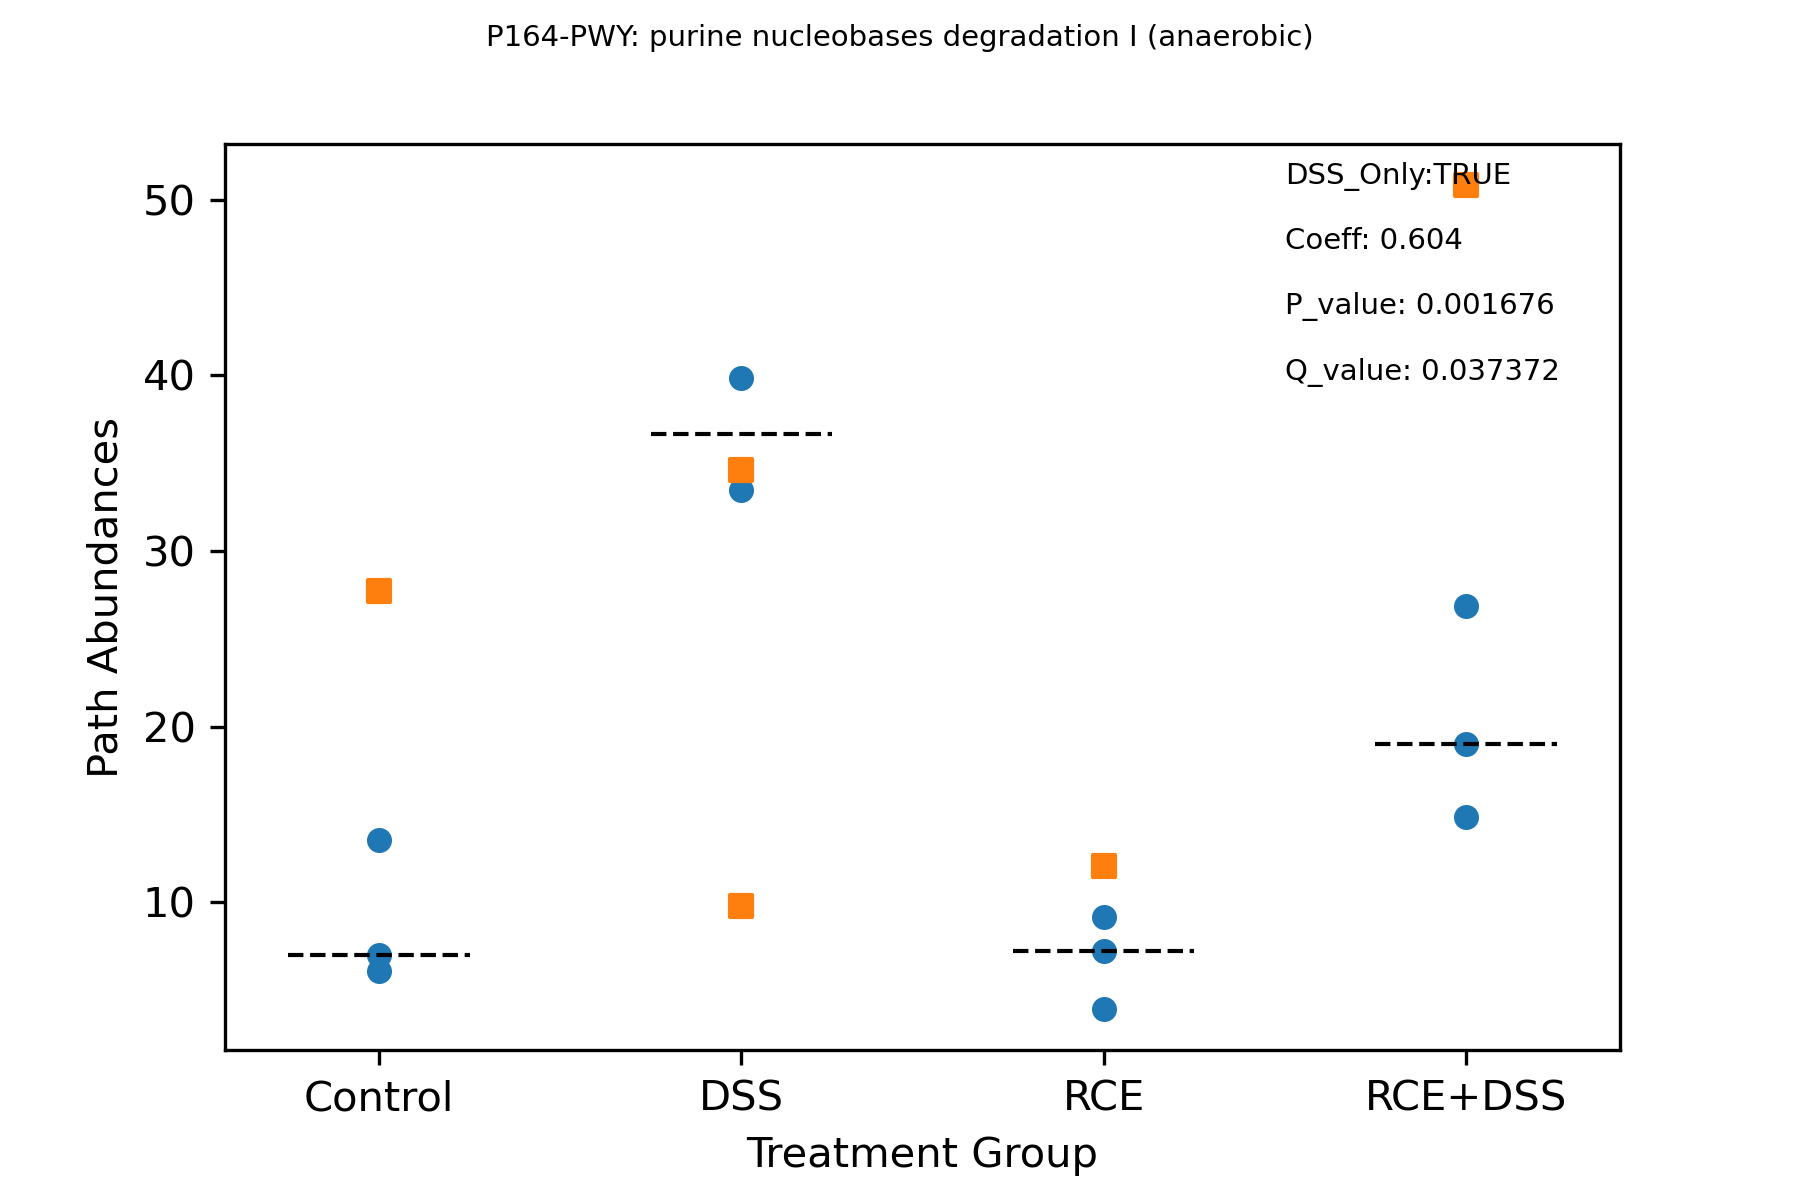 P164-PWY: purine nucleobases degradation I (anaerobic)
DSS_Only:TRUE
Coeff: 0.604
P_value: 0.001676
Q_value: 0.037372
Path Abundances
50
40
30
20
10
Control
DSS
RCE
RCE+DSS
Treatment Group